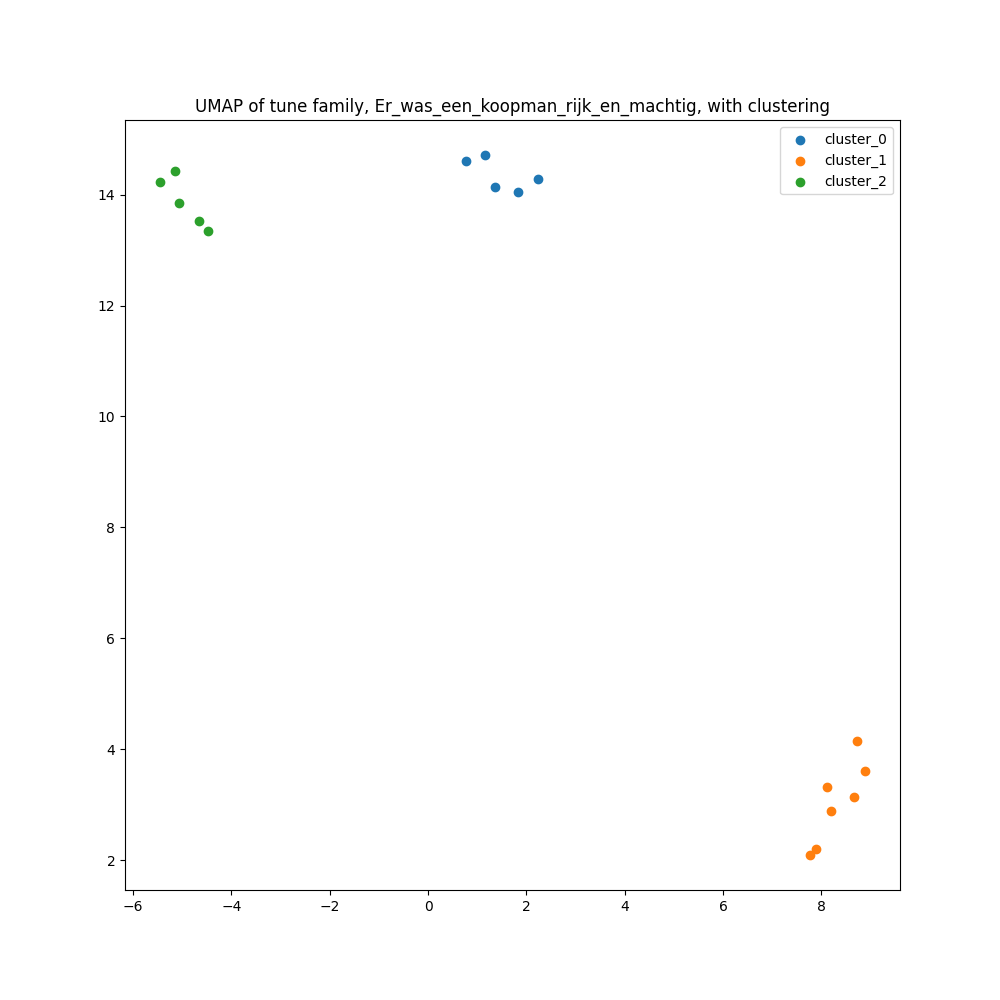 UMAP of tune family, Er_was_een_koopman_rijk_en_machtig, with clustering
cluster_0
cluster_1
cluster_2
14
12
10
8
6
4
2
−6 −4 −2 0 2 4 6 8